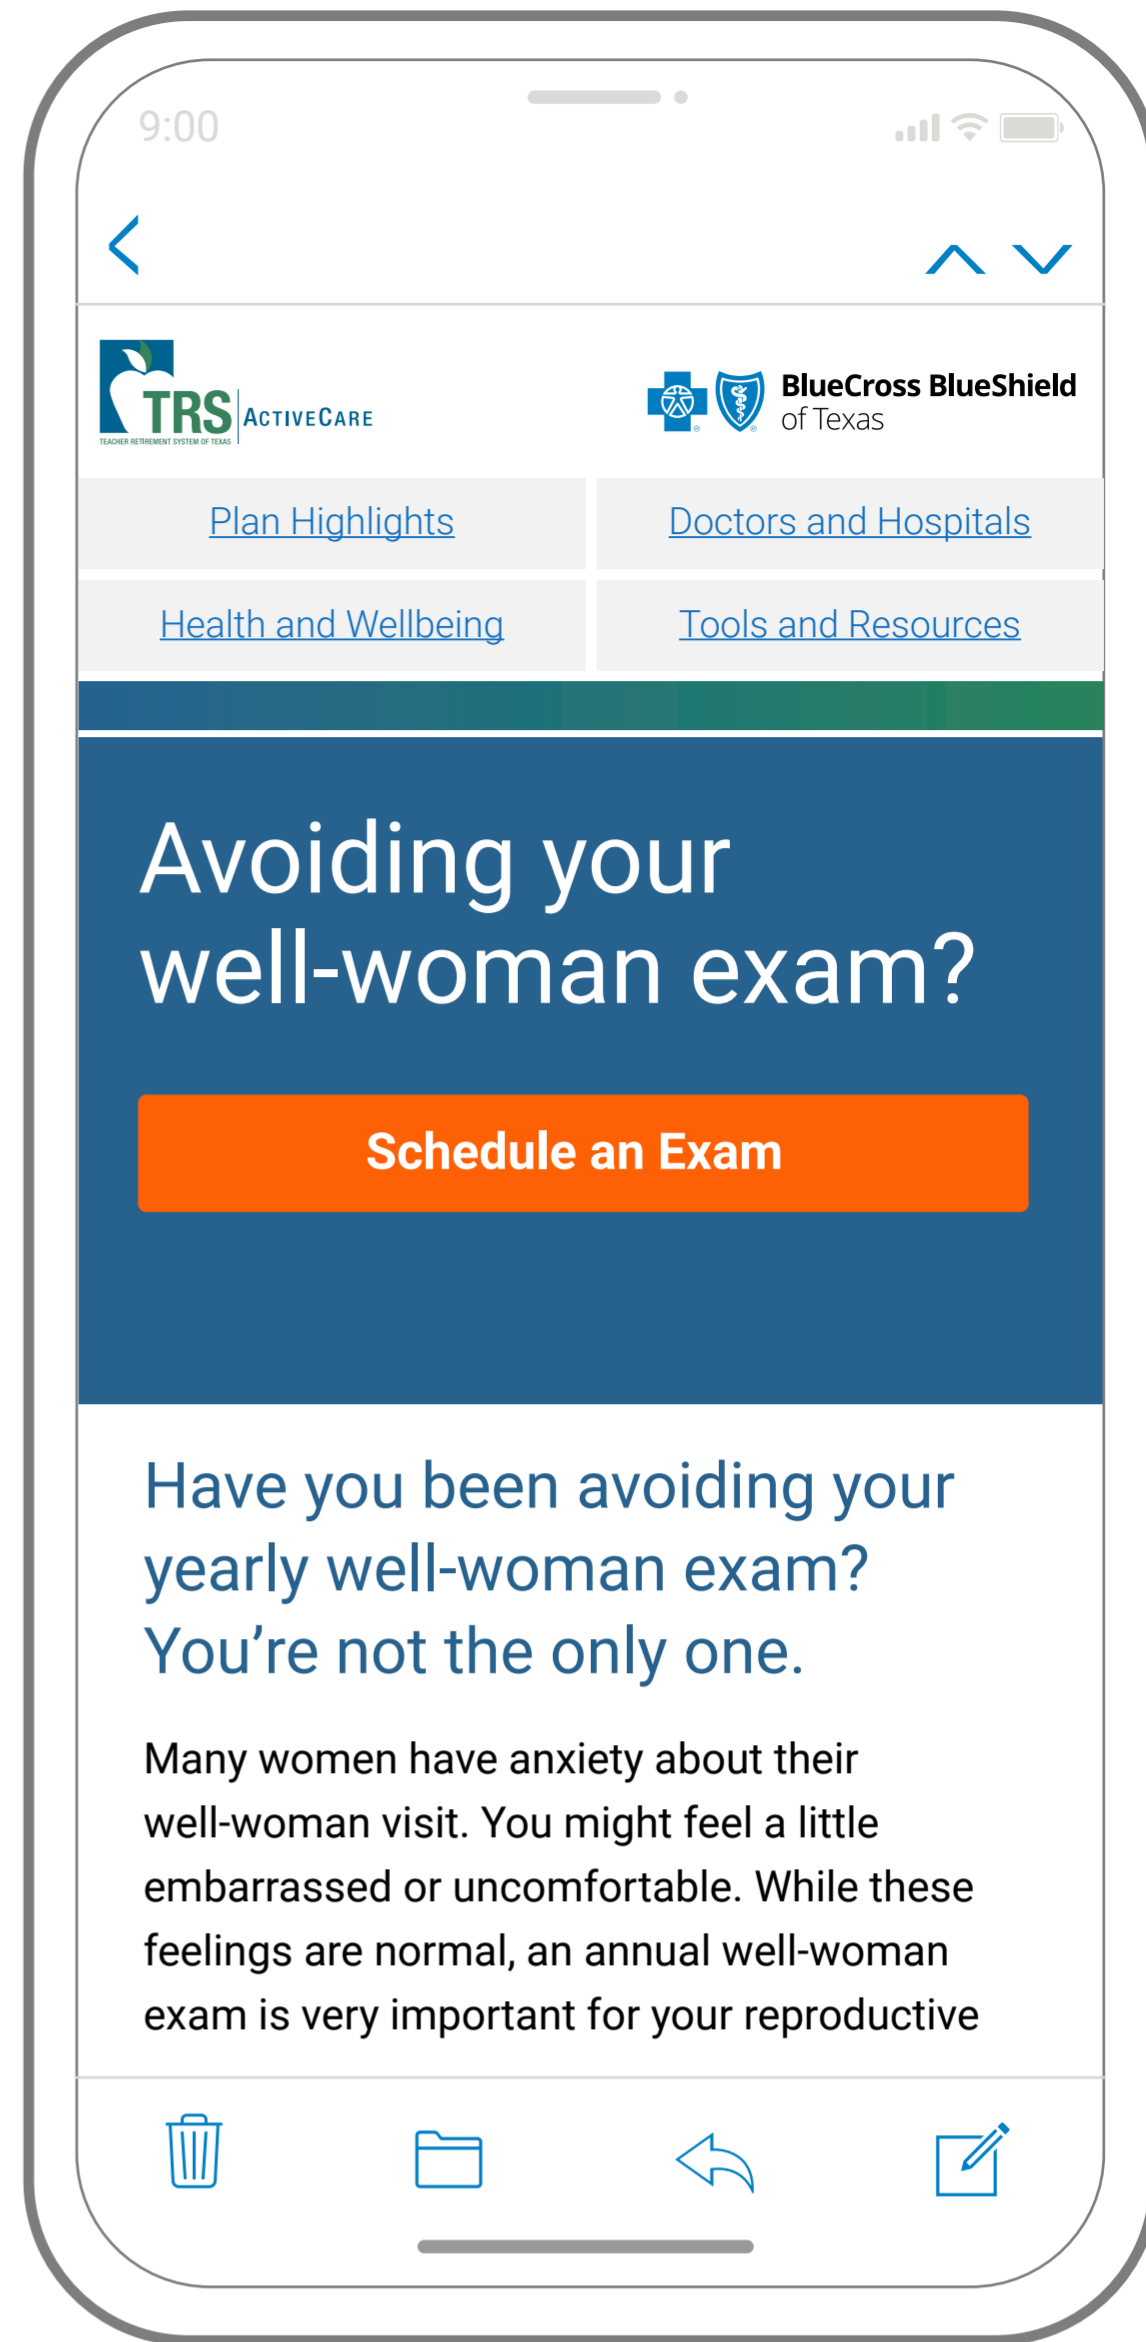 9:00
TRS
ACTIVECARE
TEACHER RETIREMENT SYSTEM OF TEXAS
BlueCross BlueShield
of Texas
Plan Highlights
Doctors and Hospitals
Health and Wellbeing
Tools and Resources
Avoiding your
well-woman exam?
Schedule an Exam
Have you been avoiding your
yearly well-woman exam?
You’re not the only one.
Many women have anxiety about their
well-woman visit. You might feel a little
embarrassed or uncomfortable. While these
feelings are normal, an annual well-woman
exam is very important for your reproductive